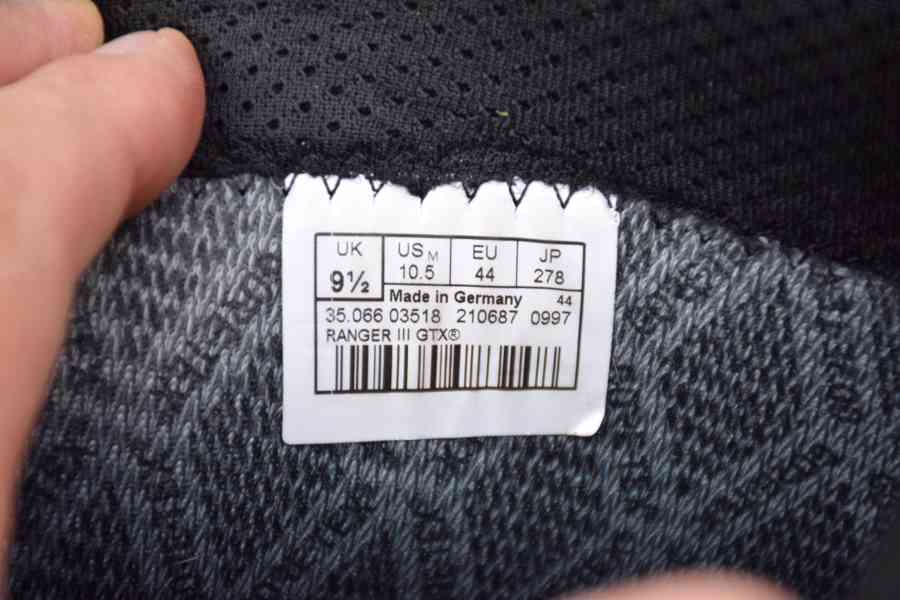 UK US M EU JP
9½ 10.5 44 278
Made in Germany 44
35.066 03518 210687 0997
RANGER III GTX®